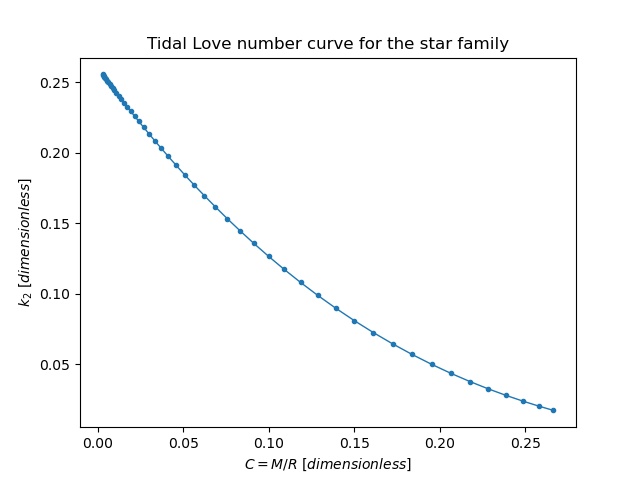 Tidal Love number curve for the star family
0.25
0.20
0.15
0.10
0.05
k₂ [dimensionless]
0.00 0.05 0.10 0.15 0.20 0.25
C = M/R [dimensionless]